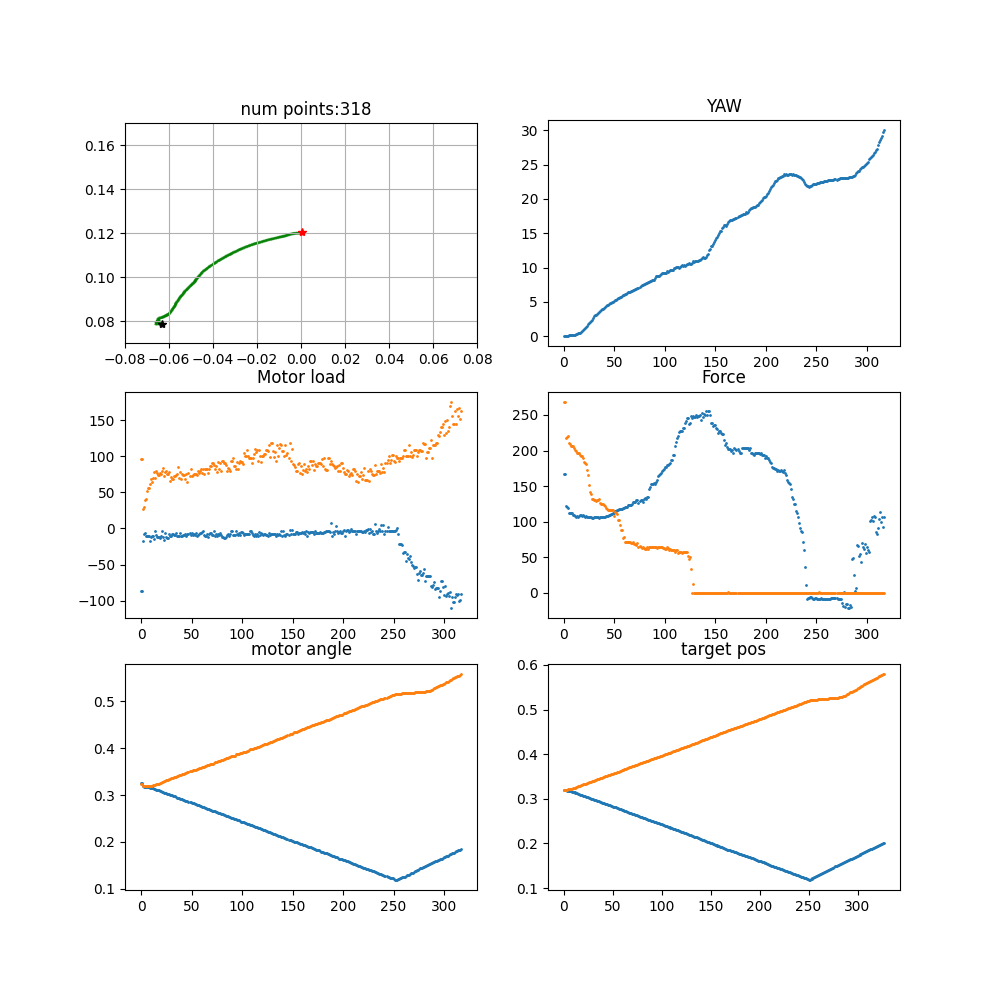 num points:318
0.16
0.14
0.12
0.10
0.08
−0.08 −0.06 −0.04 −0.02 0.00 0.02 0.04 0.06 0.08
YAW
30
25
20
15
10
5
0
0 50 100 150 200 250 300
Motor load
150
100
50
0
−50
−100
0 50 100 150 200 250 300
Force
250
200
150
100
50
0
0 50 100 150 200 250 300
motor angle
0.5
0.4
0.3
0.2
0.1
0 50 100 150 200 250 300
target pos
0.6
0.5
0.4
0.3
0.2
0.1
0 50 100 150 200 250 300